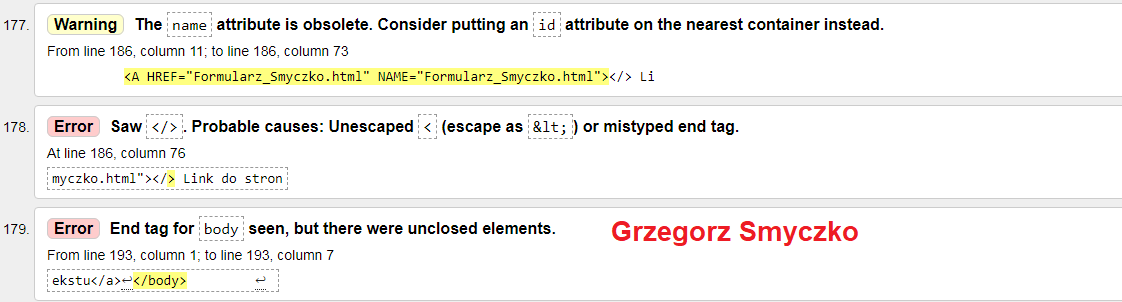 177. Warning The name attribute is obsolete. Consider putting an id attribute on the nearest container instead.
From line 186, column 11; to line 186, column 73
<A HREF="Formularz_Smyczko.html" NAME="Formularz_Smyczko.html"></> Li
178. Error Saw </>. Probable causes: Unescaped < (escape as &lt;) or mistyped end tag.
At line 186, column 76
myczko.html"></> Link do stron
179. Error End tag for body seen, but there were unclosed elements.
Grzegorz Smyczko
From line 193, column 1; to line 193, column 7
ekstu</a>↩</body> ↩